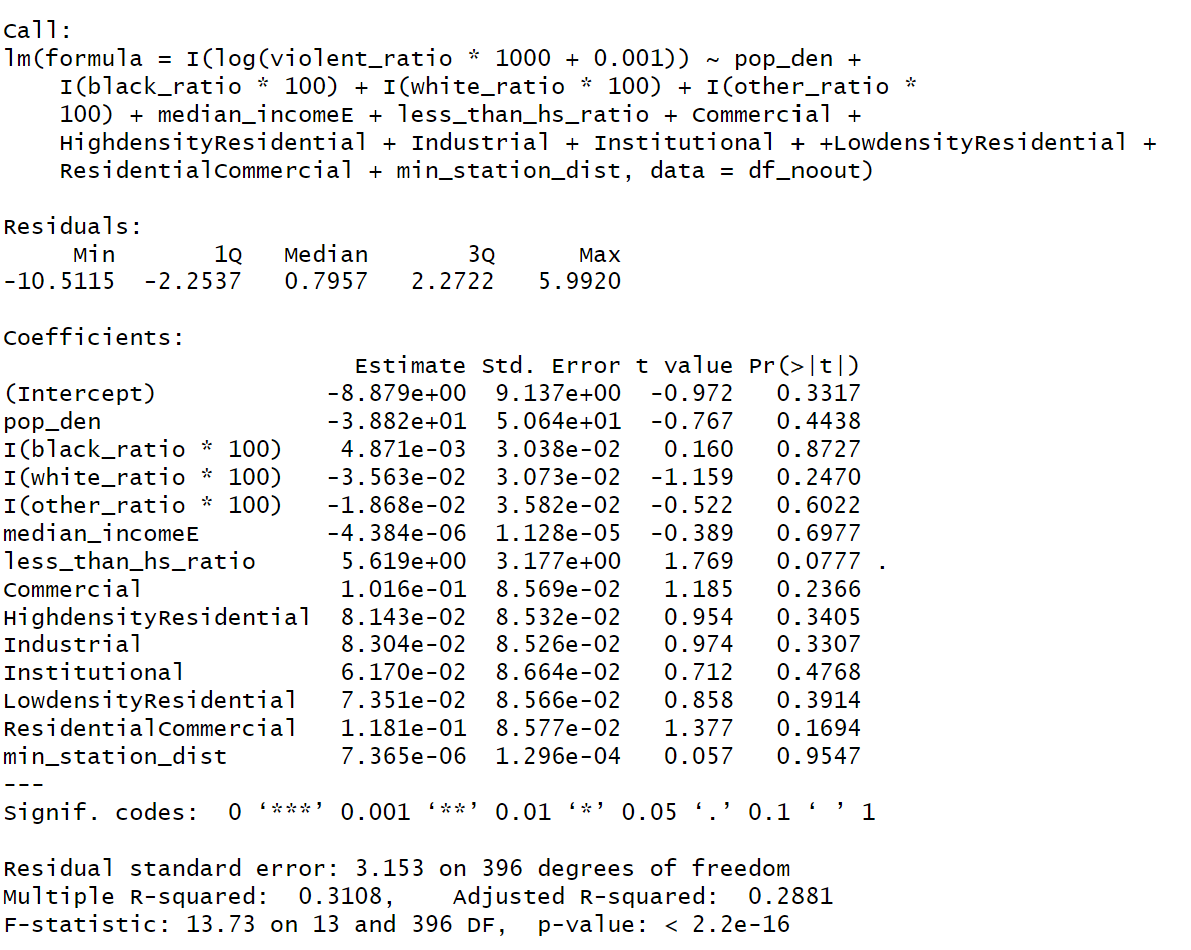 Call:
lm(formula = I(log(violent_ratio * 1000 + 0.001)) ~ pop_den +
    I(black_ratio * 100) + I(white_ratio * 100) + I(other_ratio *
    100) + median_incomeE + less_than_hs_ratio + Commercial +
    HighdensityResidential + Industrial + Institutional + +LowdensityResidential +
    ResidentialCommercial + min_station_dist, data = df_noout)

Residuals:
     Min       1Q   Median       3Q      Max
-10.5115  -2.2537   0.7957   2.2722   5.9920

Coefficients:
                         Estimate Std. Error t value Pr(>|t|)
(Intercept)            -8.879e+00  9.137e+00  -0.972   0.3317
pop_den                -3.882e+01  5.064e+01  -0.767   0.4438
I(black_ratio * 100)    4.871e-03  3.038e-02   0.160   0.8727
I(white_ratio * 100)   -3.563e-02  3.073e-02  -1.159   0.2470
I(other_ratio * 100)   -1.868e-02  3.582e-02  -0.522   0.6022
median_incomeE         -4.384e-06  1.128e-05  -0.389   0.6977
less_than_hs_ratio      5.619e+00  3.177e+00   1.769   0.0777 .
Commercial              1.016e-01  8.569e-02   1.185   0.2366
HighdensityResidential  8.143e-02  8.532e-02   0.954   0.3405
Industrial              8.304e-02  8.526e-02   0.974   0.3307
Institutional           6.170e-02  8.664e-02   0.712   0.4768
LowdensityResidential   7.351e-02  8.566e-02   0.858   0.3914
ResidentialCommercial   1.181e-01  8.577e-02   1.377   0.1694
min_station_dist        7.365e-06  1.296e-04   0.057   0.9547
---
Signif. codes:  0 ‘***’ 0.001 ‘**’ 0.01 ‘*’ 0.05 ‘.’ 0.1 ‘ ’ 1

Residual standard error: 3.153 on 396 degrees of freedom
Multiple R-squared:  0.3108,    Adjusted R-squared:  0.2881
F-statistic: 13.73 on 13 and 396 DF,  p-value: < 2.2e-16